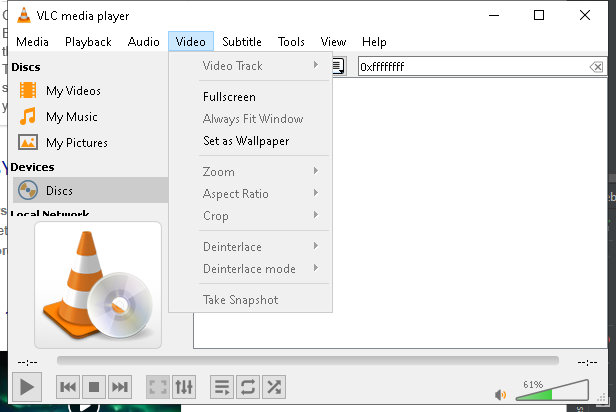 VLC media player
Media Playback Audio Video Subtitle Tools View Help
Discs
My Videos
My Music
My Pictures
Devices
Discs
Local Network
Video Track
Fullscreen
Always Fit Window
Set as Wallpaper
Zoom
Aspect Ratio
Crop
Deinterlace
Deinterlace mode
Take Snapshot
0xffffffff
--:--
--:--
61%